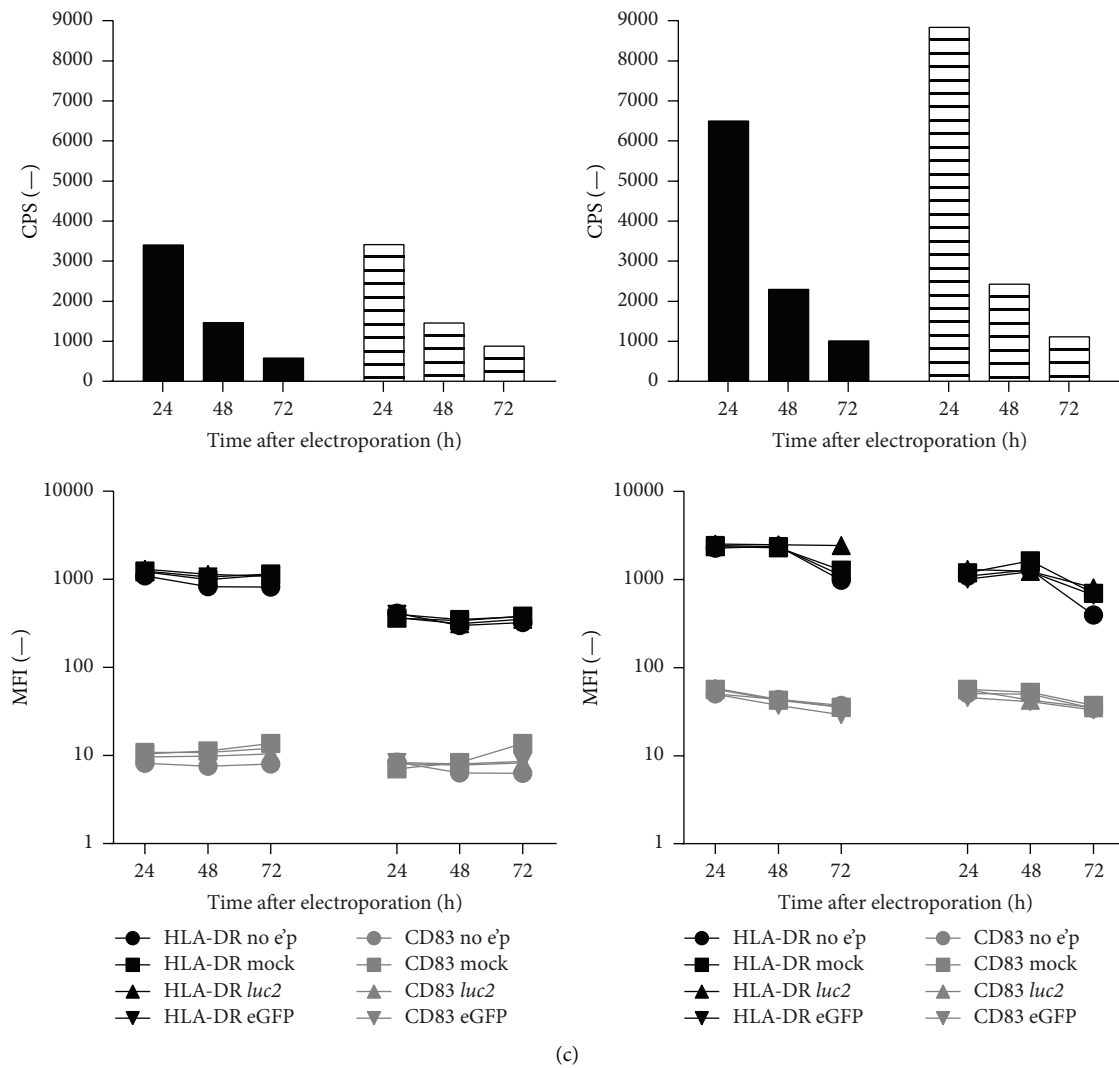 9000
8000
7000
6000
5000
4000
3000
2000
1000
0
CPS (—)
24 48 72 24 48 72
Time after electroporation (h)
9000
8000
7000
6000
5000
4000
3000
2000
1000
0
CPS (—)
24 48 72 24 48 72
Time after electroporation (h)
10000
1000
100
10
1
MFI (—)
24 48 72 24 48 72
Time after electroporation (h)
HLA-DR no e'p
HLA-DR mock
HLA-DR luc2
HLA-DR eGFP
CD83 no e'p
CD83 mock
CD83 luc2
CD83 eGFP
10000
1000
100
10
1
MFI (—)
24 48 72 24 48 72
Time after electroporation (h)
HLA-DR no e'p
HLA-DR mock
HLA-DR luc2
HLA-DR eGFP
CD83 no e'p
CD83 mock
CD83 luc2
CD83 eGFP
(c)